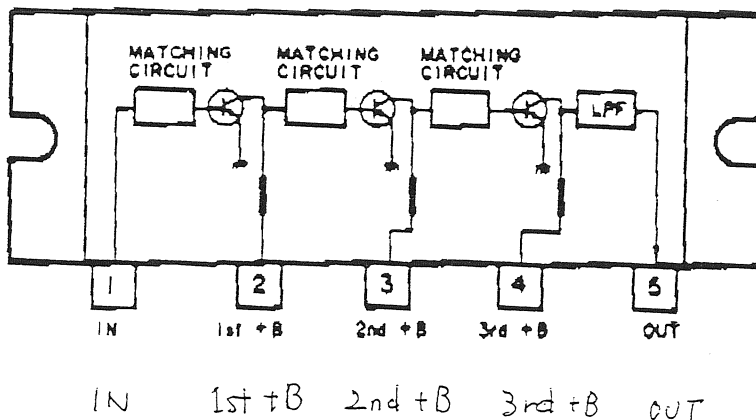 MATCHING
CIRCUIT
MATCHING
CIRCUIT
MATCHING
CIRCUIT
LPF
1 2 3 4 5
IN 1st +B 2nd +B 3rd +B OUT
IN 1st +B 2nd +B 3rd +B OUT